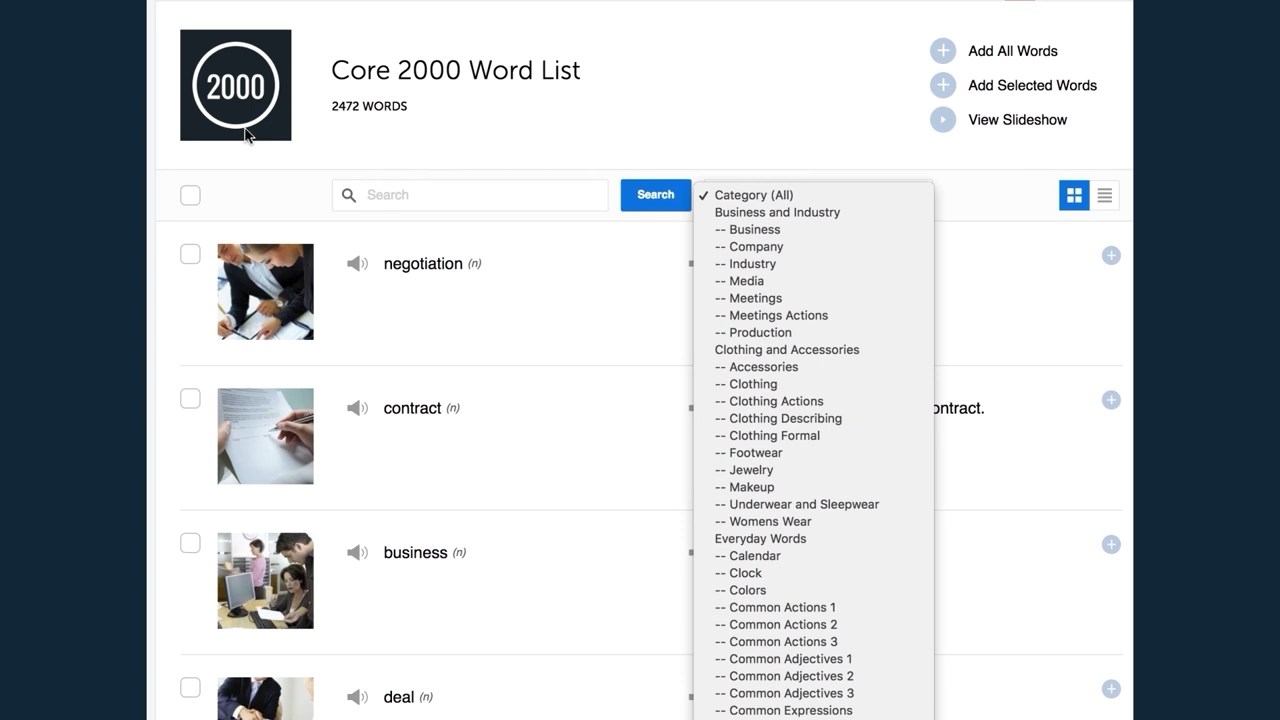 2000
Core 2000 Word List
2472 WORDS
Add All Words
Add Selected Words
View Slideshow
Search
Search
Category (All)
Business and Industry
-- Business
-- Company
-- Industry
-- Media
-- Meetings
-- Meetings Actions
-- Production
Clothing and Accessories
-- Accessories
-- Clothing
-- Clothing Actions
-- Clothing Describing
-- Clothing Formal
-- Footwear
-- Jewelry
-- Makeup
-- Underwear and Sleepwear
-- Womens Wear
Everyday Words
-- Calendar
-- Clock
-- Colors
-- Common Actions 1
-- Common Actions 2
-- Common Actions 3
-- Common Adjectives 1
-- Common Adjectives 2
-- Common Adjectives 3
-- Common Expressions
negotiation (n)
contract (n)
ontract.
business (n)
deal (n)